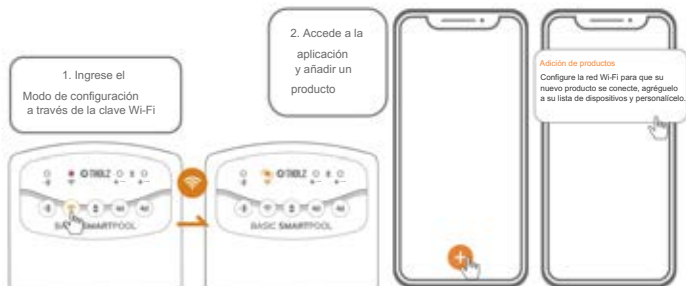 1. Ingrese el
Modo de configuración
a través de la clave Wi-Fi
2. Accede a la
aplicación
y añadir un
producto
Adición de productos
Configure la red Wi-Fi para que su
nuevo producto se conecte, agréguelo
a su lista de dispositivos y personalícelo.
BASIC SMARTPOOL